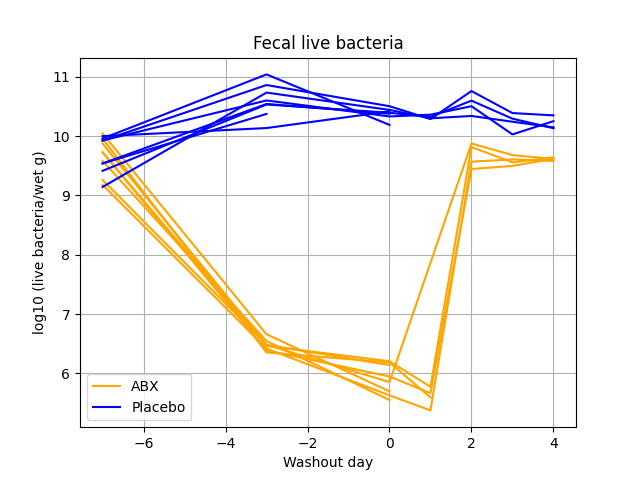 Fecal live bacteria
log10 (live bacteria/wet g)
11
10
9
8
7
6
ABX
Placebo
−6
−4
−2
0
2
4
Washout day